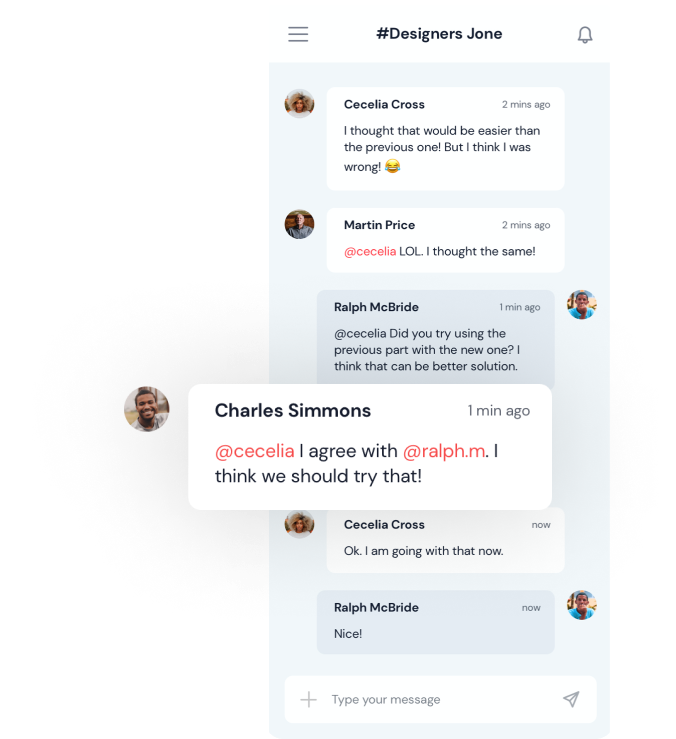 #Designers Jone
Cecelia Cross 2 mins ago
I thought that would be easier than
the previous one! But I think I was
wrong! 😂
Martin Price 2 mins ago
@cecelia LOL. I thought the same!
Ralph McBride 1 min ago
@cecelia Did you try using the
previous part with the new one? I
think that can be better solution.
Charles Simmons 1 min ago
@cecelia I agree with @ralph.m. I
think we should try that!
Cecelia Cross now
Ok. I am going with that now.
Ralph McBride now
Nice!
Type your message